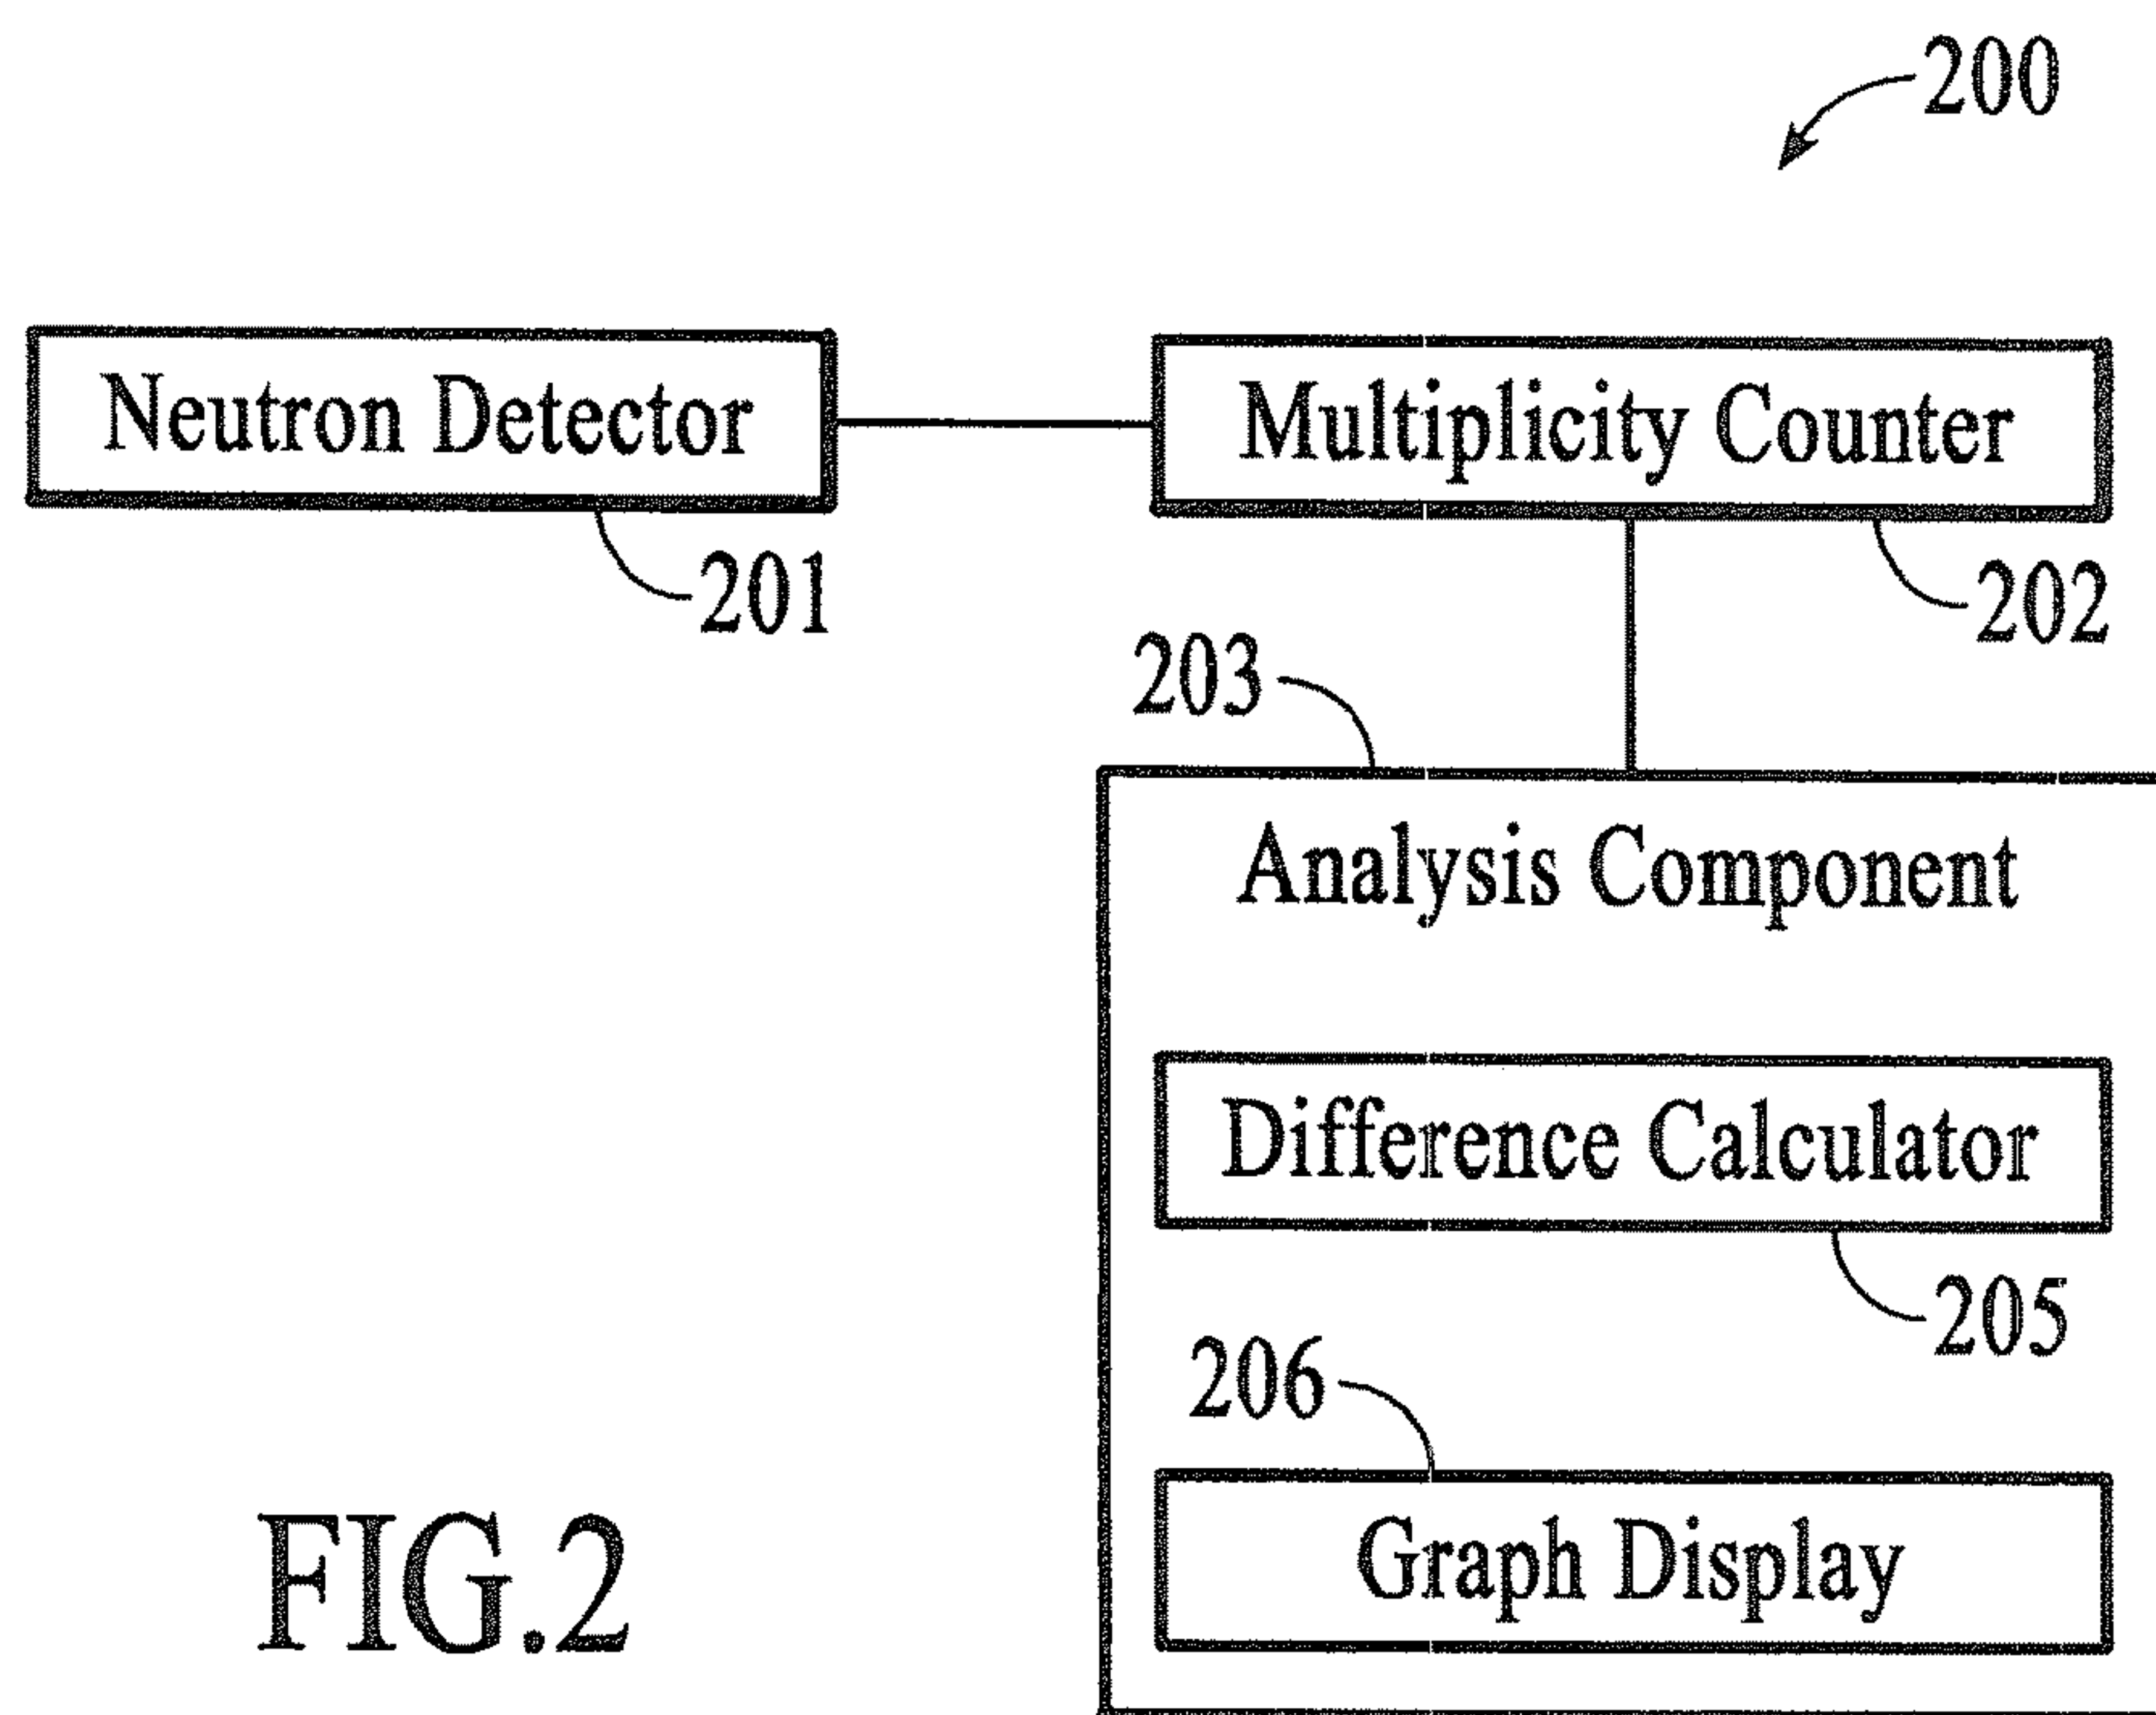 200
Neutron Detector
Multiplicity Counter
201
202
203
Analysis Component
Difference Calculator
205
206
Graph Display
FIG.2